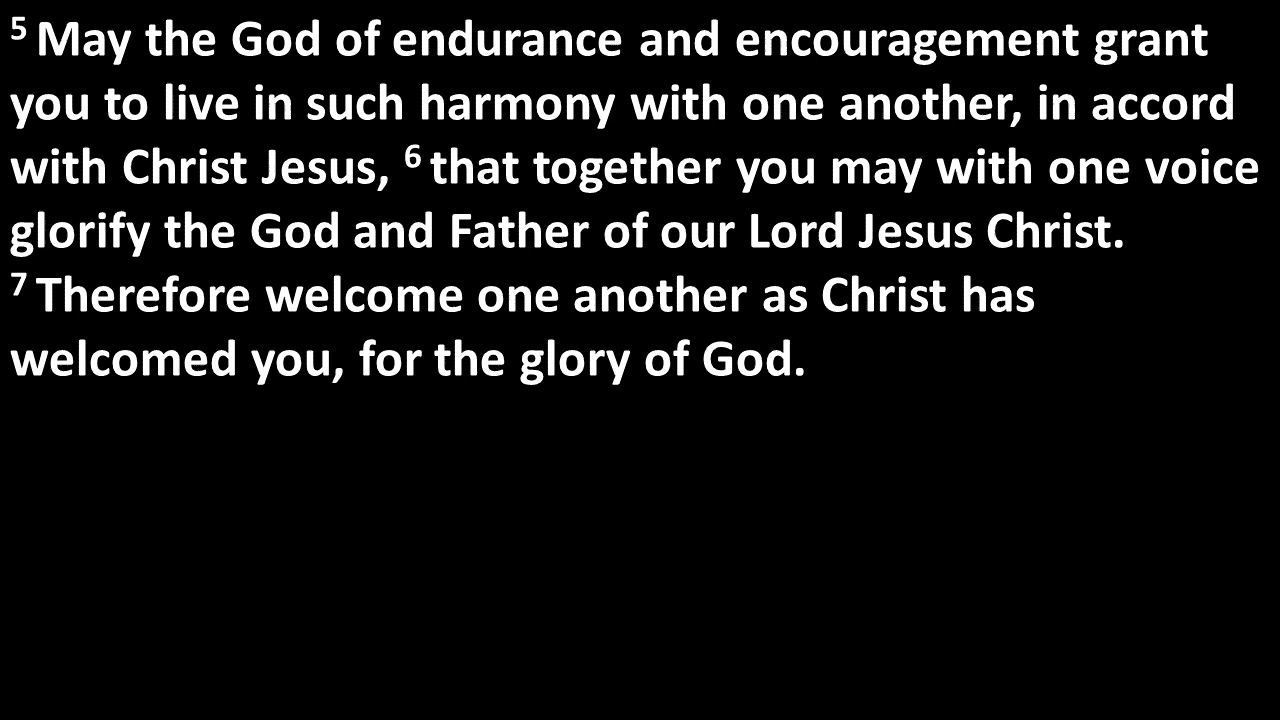 5 May the God of endurance and encouragement grant
you to live in such harmony with one another, in accord
with Christ Jesus, 6 that together you may with one voice
glorify the God and Father of our Lord Jesus Christ.
7 Therefore welcome one another as Christ has
welcomed you, for the glory of God.